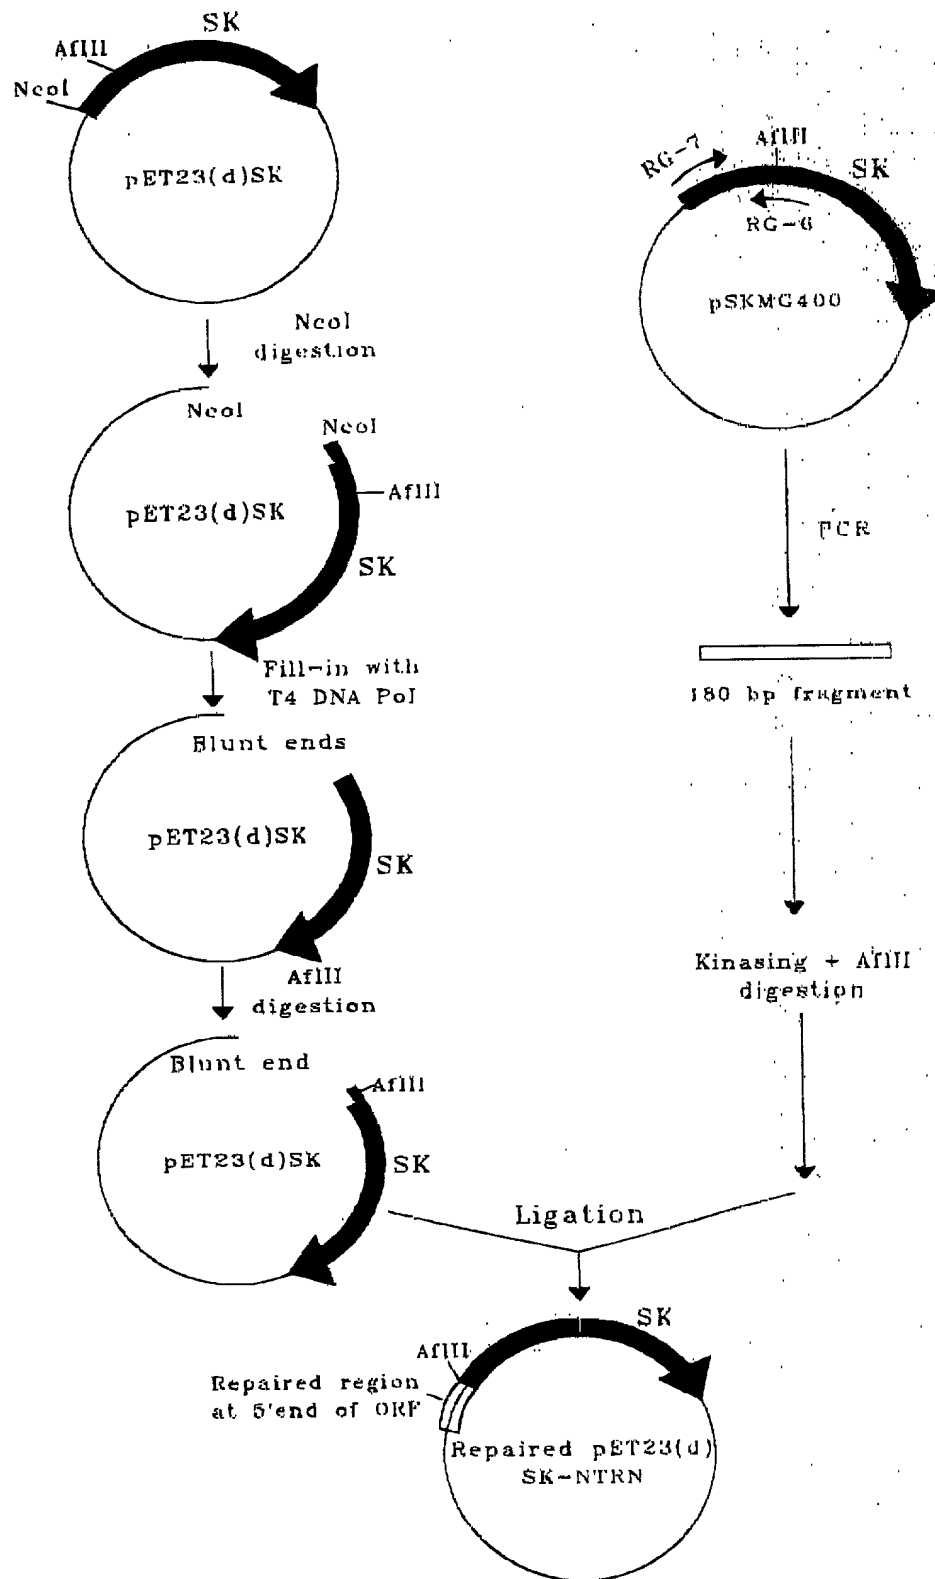 SK
AflII
NcoI
pET23(d)SK
NcoI
digestion
NcoI
NcoI
AflII
pET23(d)SK
SK
Fill-in with
T4 DNA Pol
Blunt ends
pET23(d)SK
SK
AflII
digestion
Blunt end
AflII
pET23(d)SK
SK
RG-7
AflII
SK
RG-6
pSKMG400
PCR
180 bp fragment
Kinasing + AflII
digestion
Ligation
SK
AflII
Repaired region
at 5'end of ORF
Repaired pET23(d)
SK-NTRN